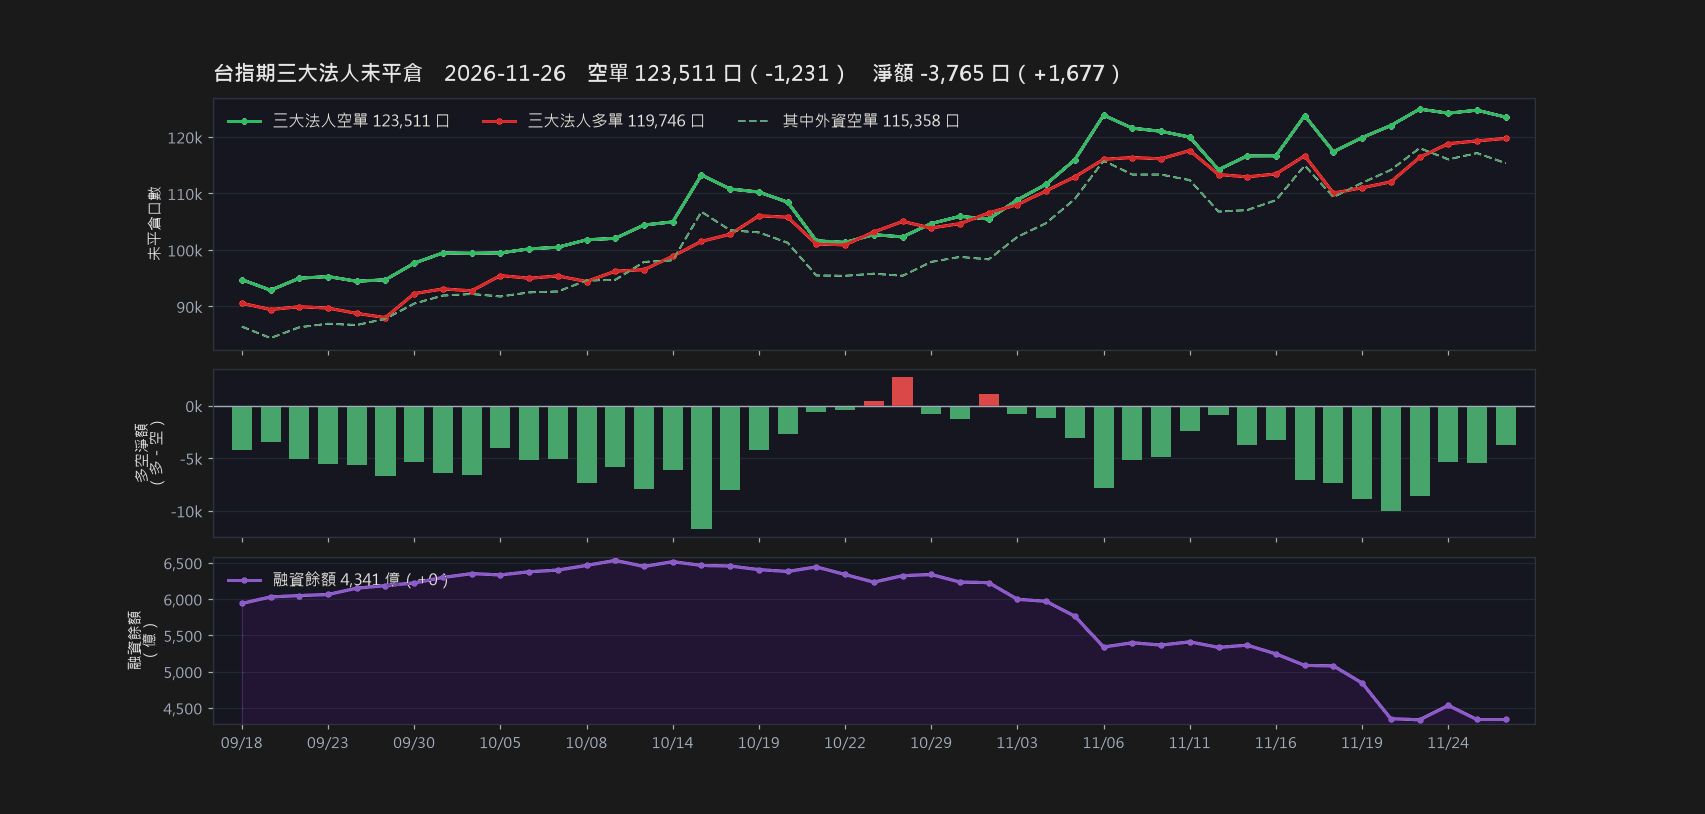 台指期三大法人未平倉 2026-11-26 空單 123,511 口 ( -1,231 ) 淨額 -3,765 口 ( +1,677 )
三大法人空單 123,511 口 三大法人多單 119,746 口 其中外資空單 115,358 口
未平倉口數
120k
110k
100k
90k
多空淨額
( 多 - 空 )
0k
-5k
-10k
融資餘額 4,341 億 ( +0 )
融資餘額
( 億 )
6,500
6,000
5,500
5,000
4,500
09/18 09/23 09/30 10/05 10/08 10/14 10/19 10/22 10/29 11/03 11/06 11/11 11/16 11/19 11/24